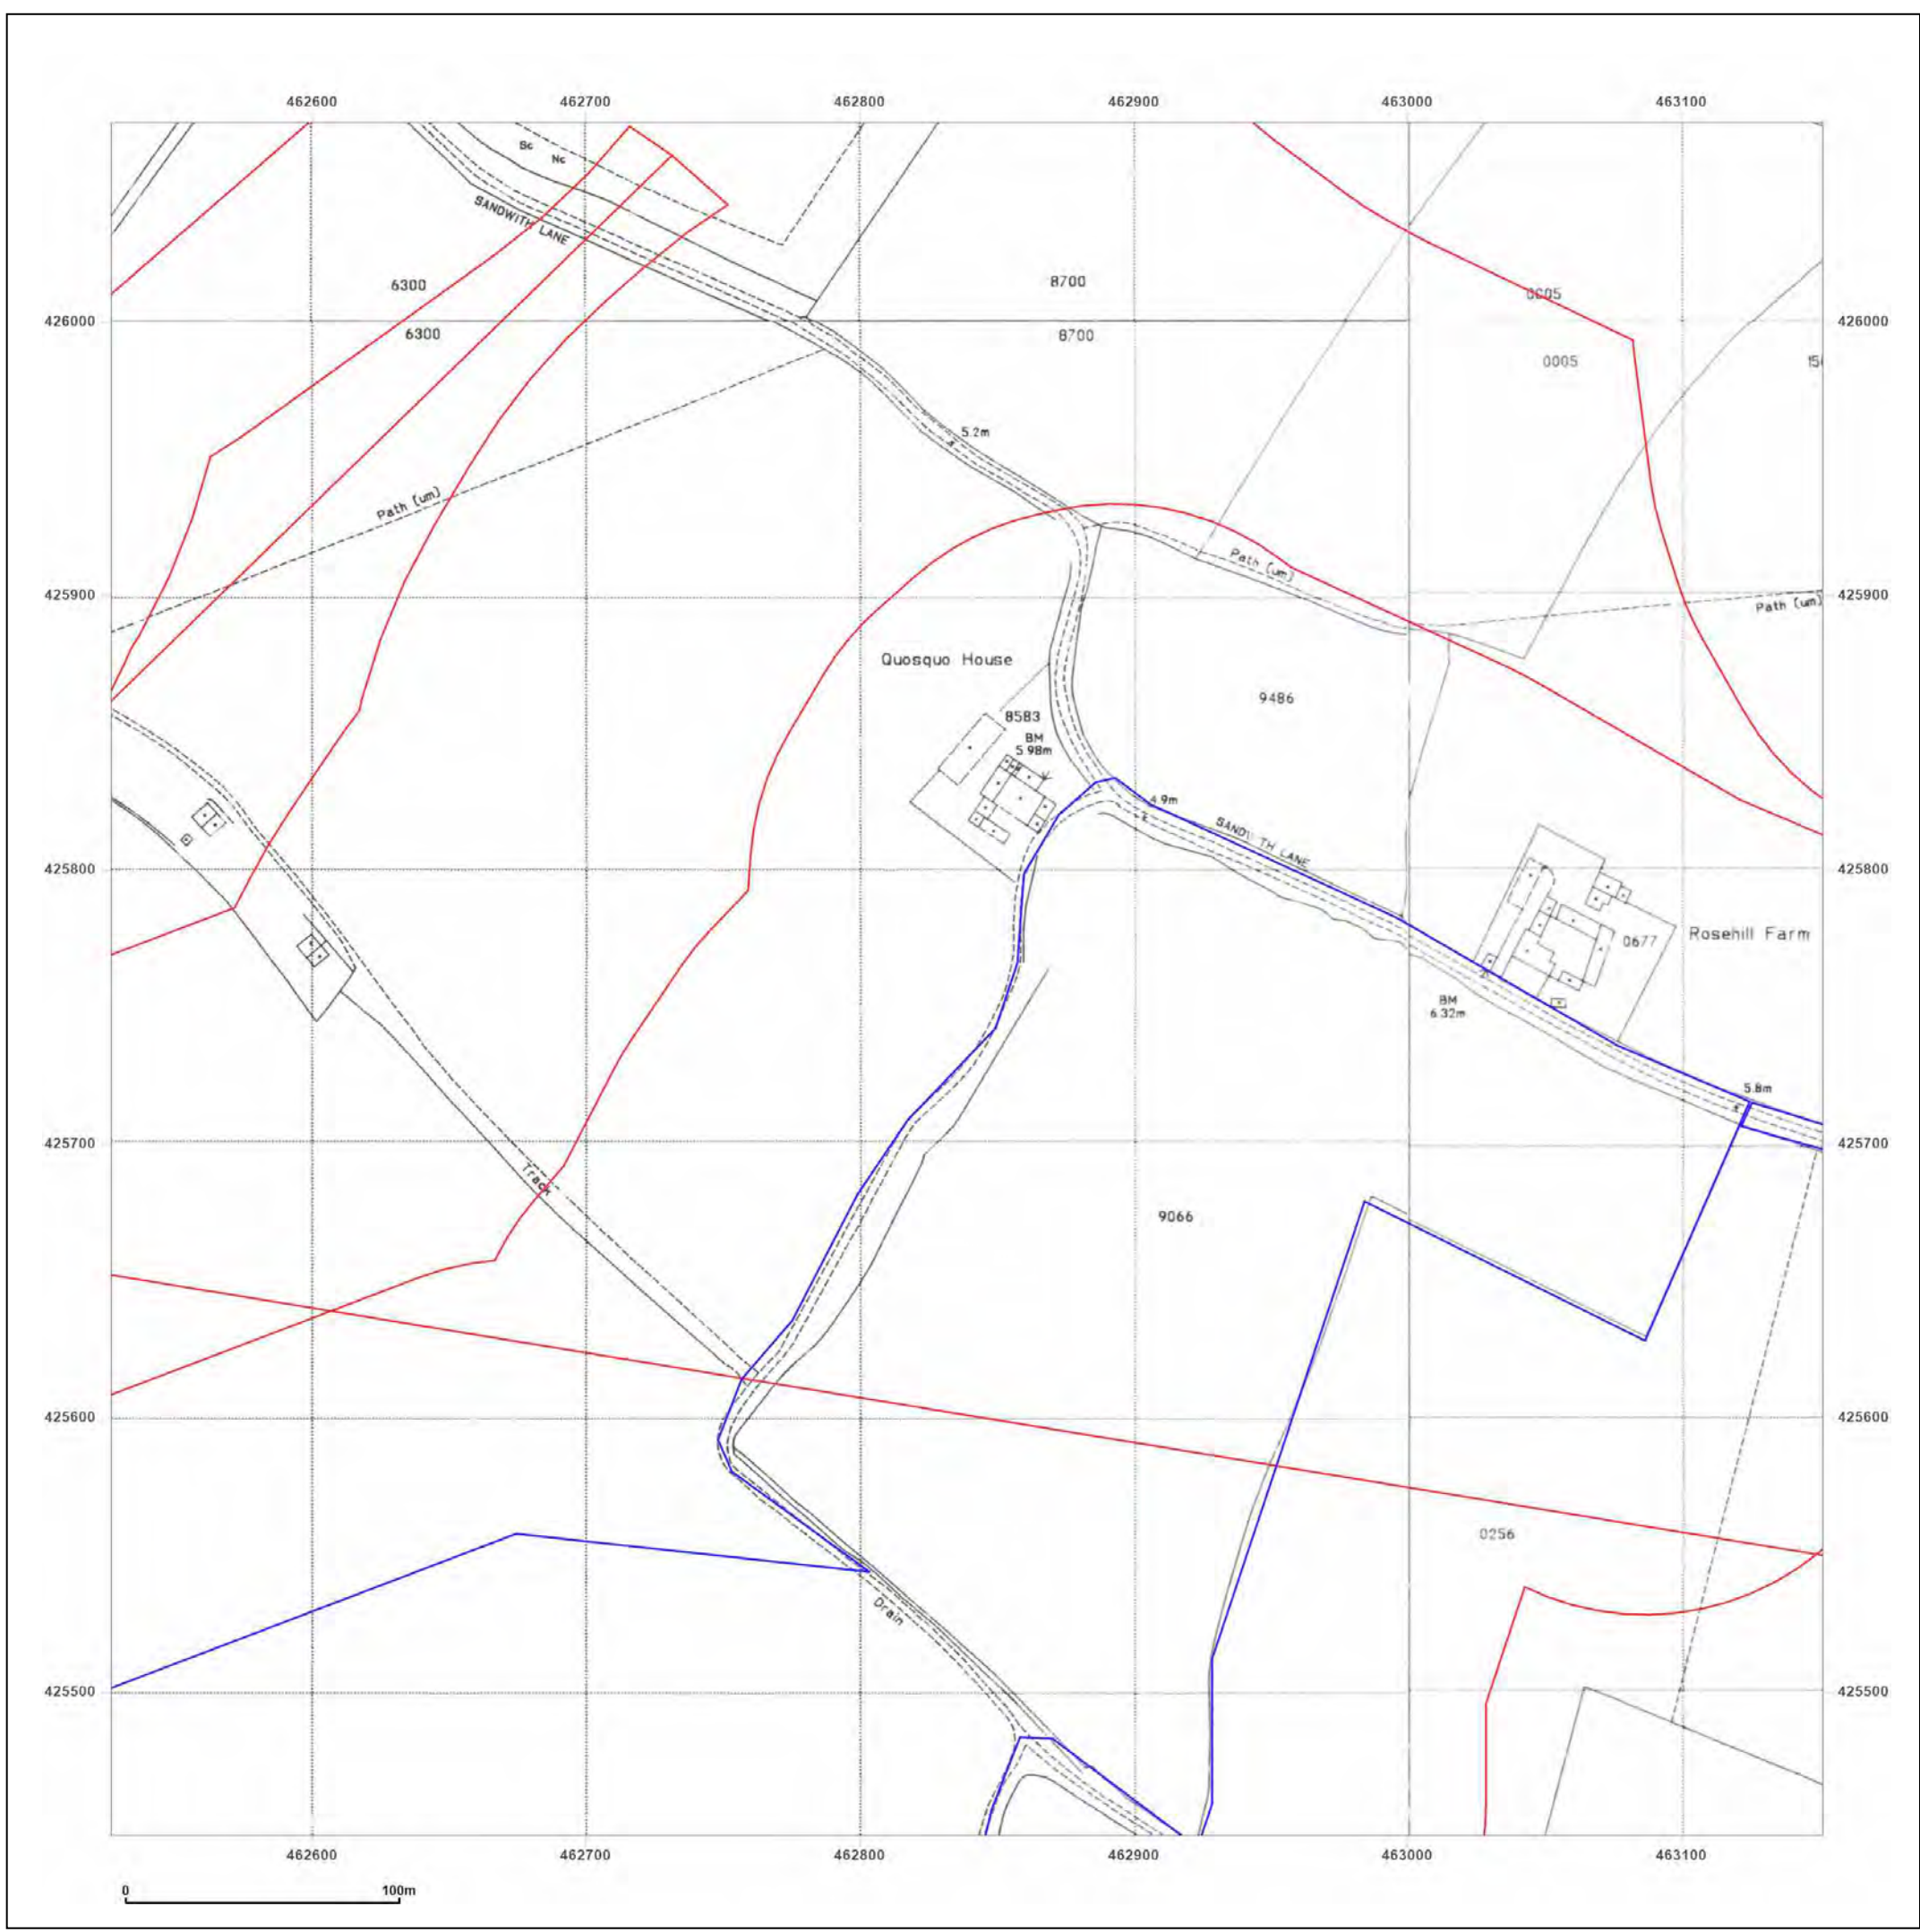 462600 462700 462800 462900 463000 463100
Sc Nc
SANDWITH LANE
6300
8700
0005
426000 426000
6300
8700
0005
5.2m
Path (um)
Path (um)
425900 425900
Path (um)
Quosquo House
9486
8583
BM
5.98m
4.9m
SANDWITH LANE
425800 425800
0677
Rosehill Farm
BM
6.32m
5.8m
425700 425700
Track
9066
425600 425600
0256
Drain
425500 425500
462600 462700 462800 462900 463000 463100
0 100m